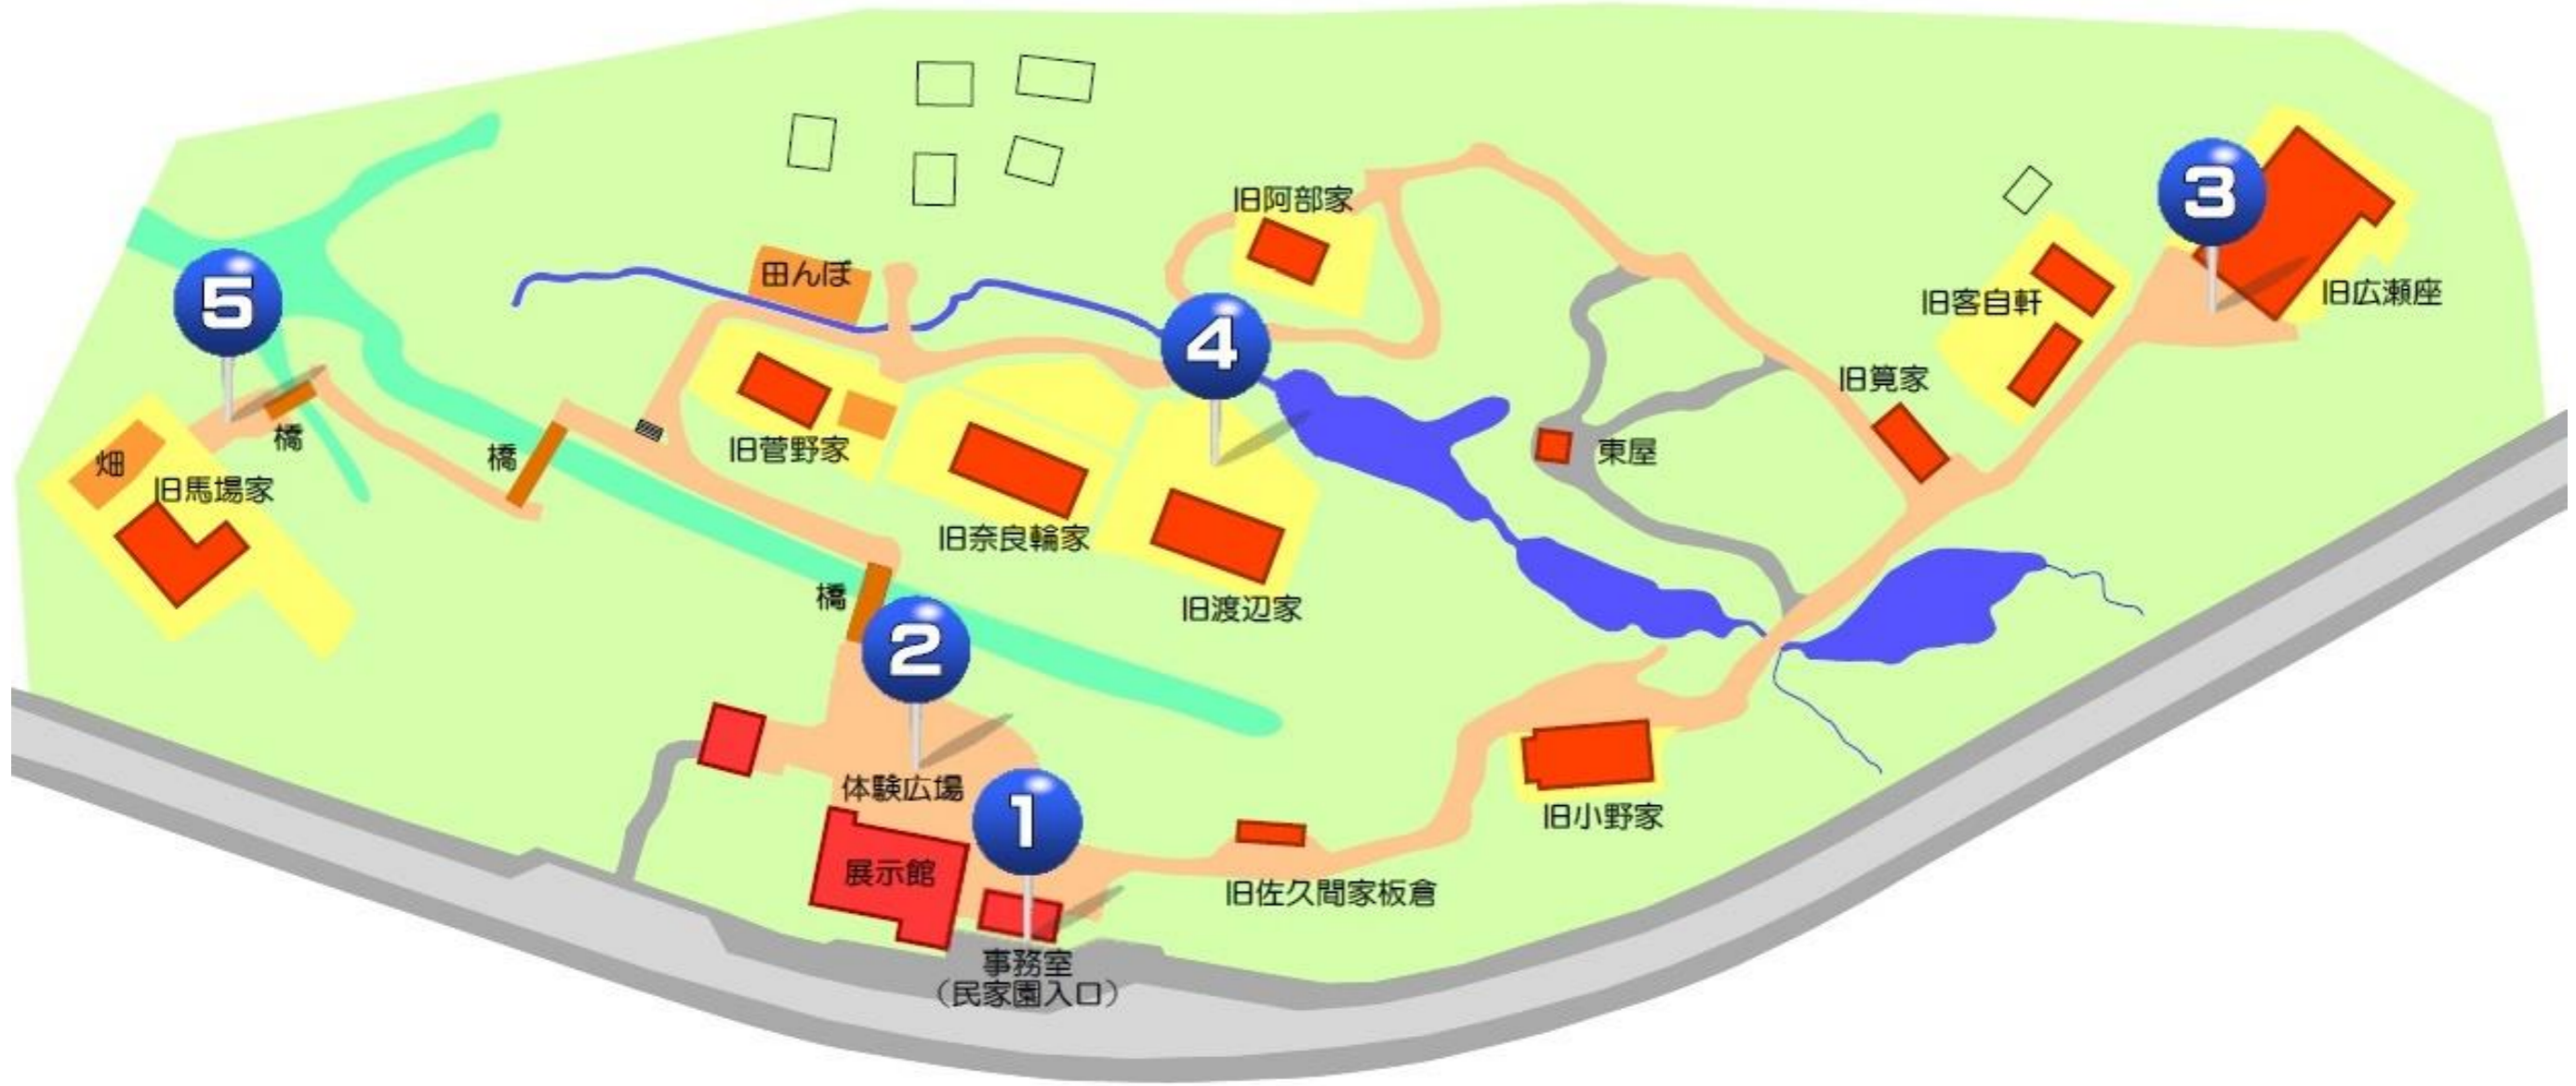 3
旧阿部家
田んぼ
5
旧客自軒
旧広瀬座
4
旧筧家
橋
旧菅野家
橋
東屋
畑
旧馬場家
旧奈良輪家
橋
旧渡辺家
2
体験広場
1
旧小野家
展示館
旧佐久間家板倉
事務室
（民家園入口）